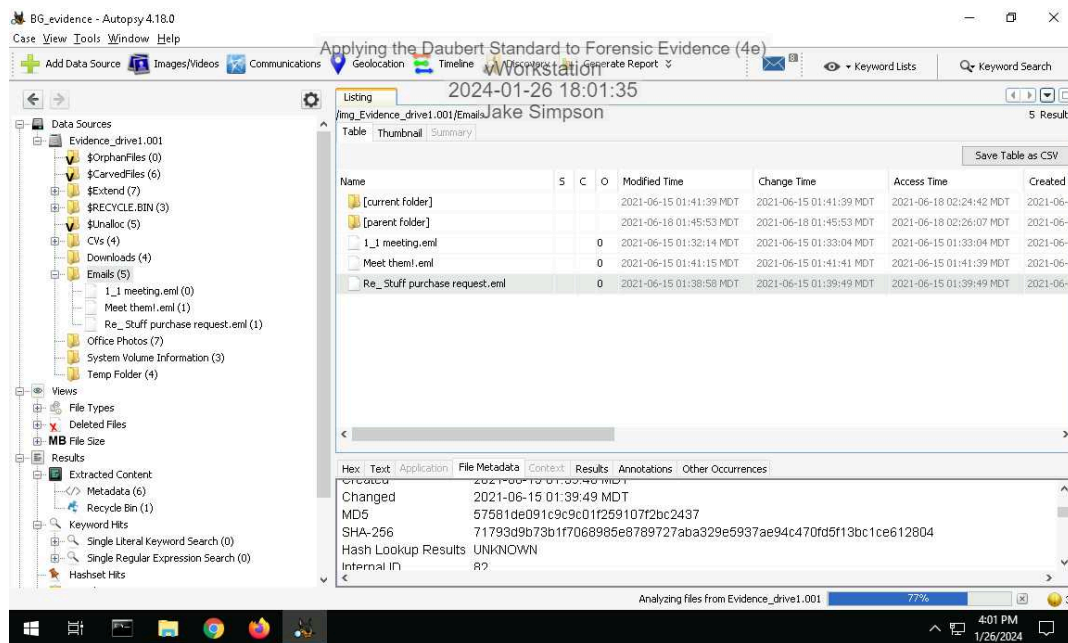 BG_evidence - Autopsy 4.18.0
Case View Tools Window Help
Applying the Daubert Standard to Forensic Evidence (4e)
vWorkstation
2024-01-26 18:01:35
Jake Simpson
Add Data Source Images/Videos Communications Geolocation Timeline Discovery Generate Report Keyword Lists Keyword Search
Listing
/img_Evidence_drive1.001/Emails
5 Result
Table Thumbnail Summary
Save Table as CSV
Name S C O Modified Time Change Time Access Time Created
[current folder] 2021-06-15 01:41:39 MDT 2021-06-15 01:41:39 MDT 2021-06-18 02:24:42 MDT 2021-06-
[parent folder] 2021-06-18 01:45:53 MDT 2021-06-18 01:45:53 MDT 2021-06-18 02:26:07 MDT 2021-06-
1_1 meeting.eml 0 2021-06-15 01:32:14 MDT 2021-06-15 01:33:04 MDT 2021-06-15 01:33:04 MDT 2021-06-
Meet them!.eml 0 2021-06-15 01:41:15 MDT 2021-06-15 01:41:41 MDT 2021-06-15 01:41:39 MDT 2021-06-
Re_ Stuff purchase request.eml 0 2021-06-15 01:38:58 MDT 2021-06-15 01:39:49 MDT 2021-06-15 01:39:49 MDT 2021-06-
Data Sources
Evidence_drive1.001
$OrphanFiles (0)
$CarvedFiles (6)
$Extend (7)
$RECYCLE.BIN (3)
$Unalloc (5)
CVs (4)
Downloads (4)
Emails (5)
1_1 meeting.eml (0)
Meet them!.eml (1)
Re_ Stuff purchase request.eml (1)
Office Photos (7)
System Volume Information (3)
Temp Folder (4)
Views
File Types
Deleted Files
MB File Size
Results
Extracted Content
Metadata (6)
Recycle Bin (1)
Keyword Hits
Single Literal Keyword Search (0)
Single Regular Expression Search (0)
Hashset Hits
Hex Text Application File Metadata Context Results Annotations Other Occurrences
Created
Changed 2021-06-15 01:39:49 MDT
MD5 57581de091c9c9c01f259107f2bc2437
SHA-256 71793d9b73b1f7068985e8789727aba329e5937ae94c470fd5f13bc1ce612804
Hash Lookup Results UNKNOWN
Internal ID 82
Analyzing files from Evidence_drive1.001 77%
4:01 PM
1/26/2024